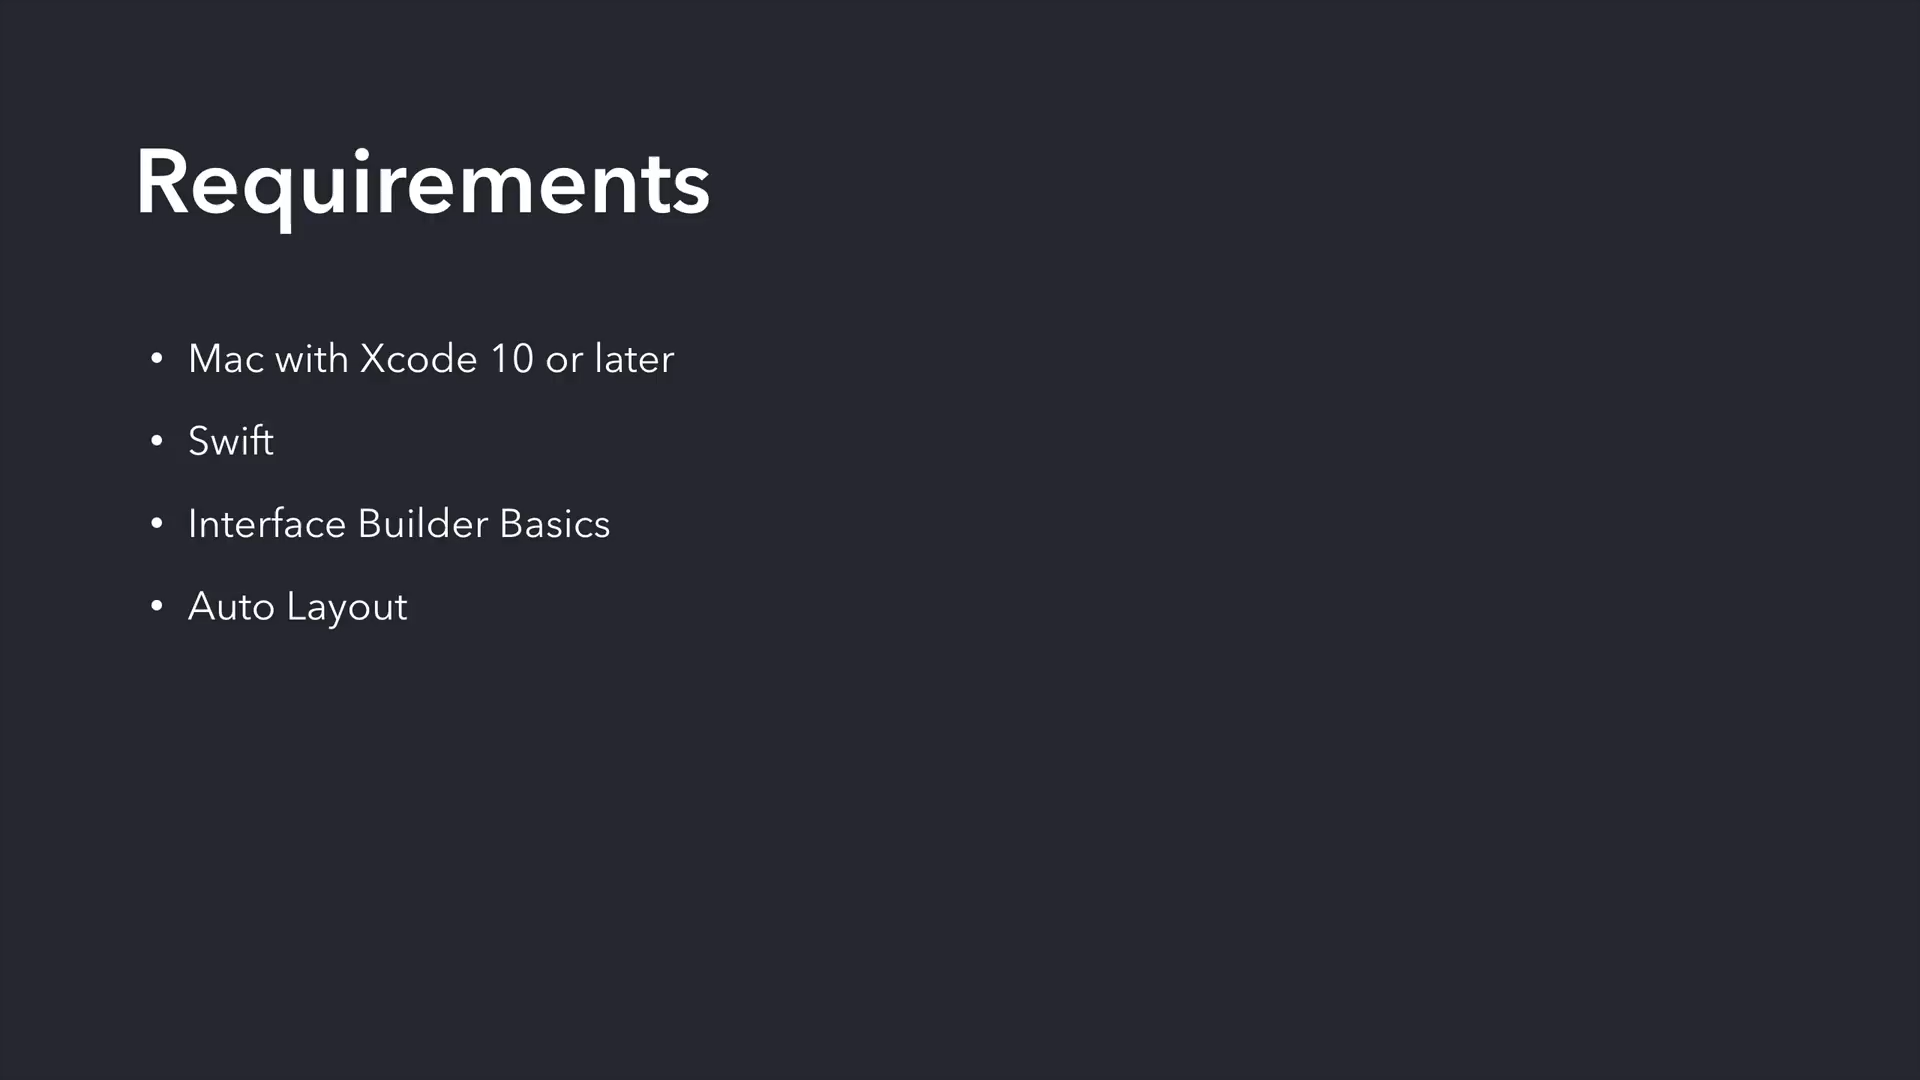 Requirements
• Mac with Xcode 10 or later
• Swift
• Interface Builder Basics
• Auto Layout